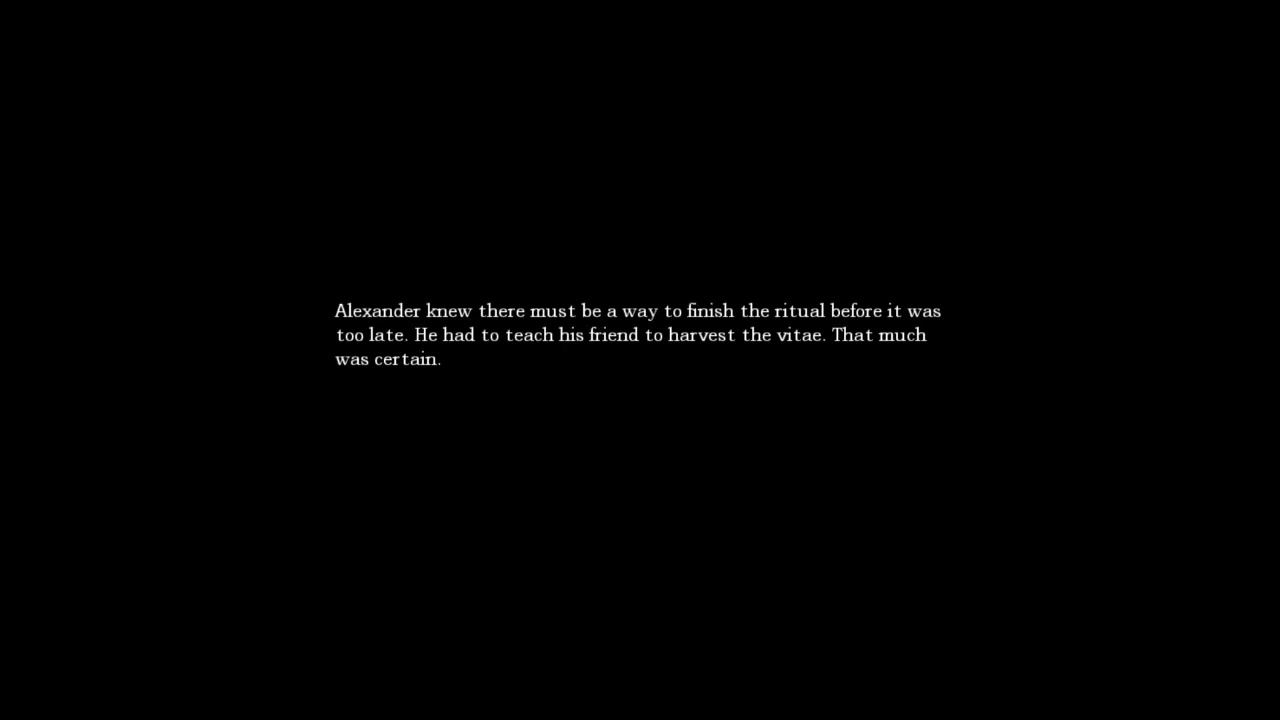 Alexander knew there must be a way to finish the ritual before it was
too late. He had to teach his friend to harvest the vitae. That much
was certain.